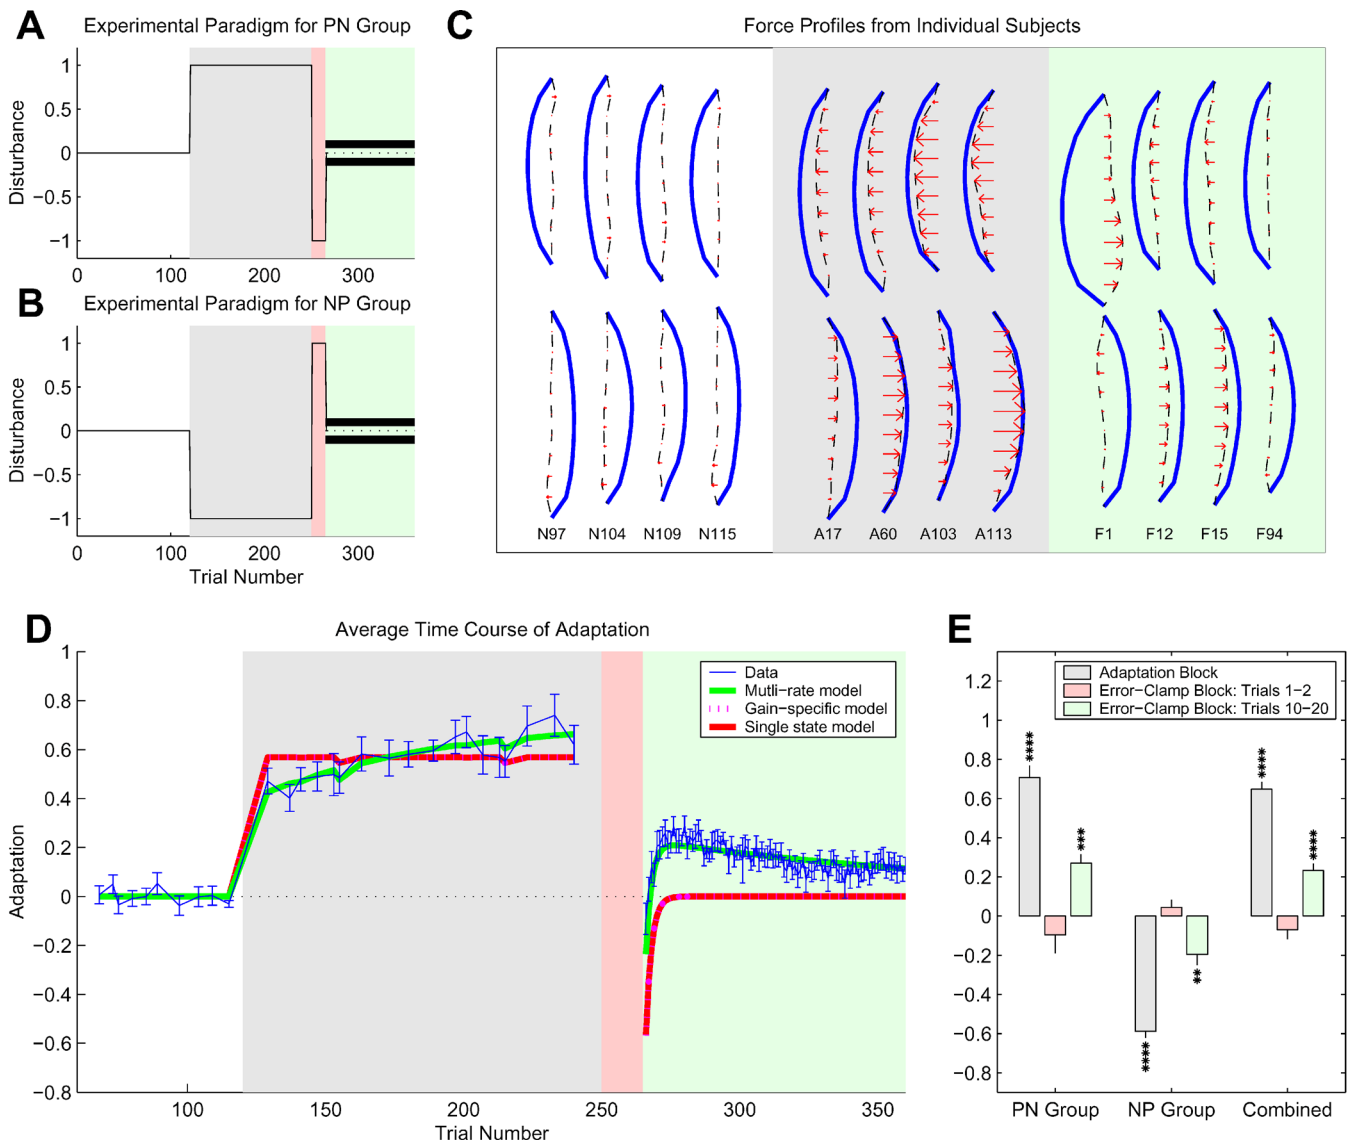 A
Experimental Paradigm for PN Group
1
0.5
0
−0.5
−1
Disturbance
0
100
200
300
B
Experimental Paradigm for NP Group
1
0.5
0
−0.5
−1
Disturbance
0
100
200
300
Trial Number
C
Force Profiles from Individual Subjects
N97
N104
N109
N115
A17
A60
A103
A113
F1
F12
F15
F94
D
Average Time Course of Adaptation
1
0.8
0.6
0.4
0.2
0
−0.2
−0.4
−0.6
−0.8
Adaptation
Data
Mutli-rate model
Gain-specific model
Single state model
100
150
200
250
300
350
Trial Number
E
Adaptation Block
Error-Clamp Block: Trials 1-2
Error-Clamp Block: Trials 10-20
1.2
1
0.8
0.6
0.4
0.2
0
−0.2
−0.4
−0.6
−0.8
****
***
****
**
****
****
PN Group
NP Group
Combined